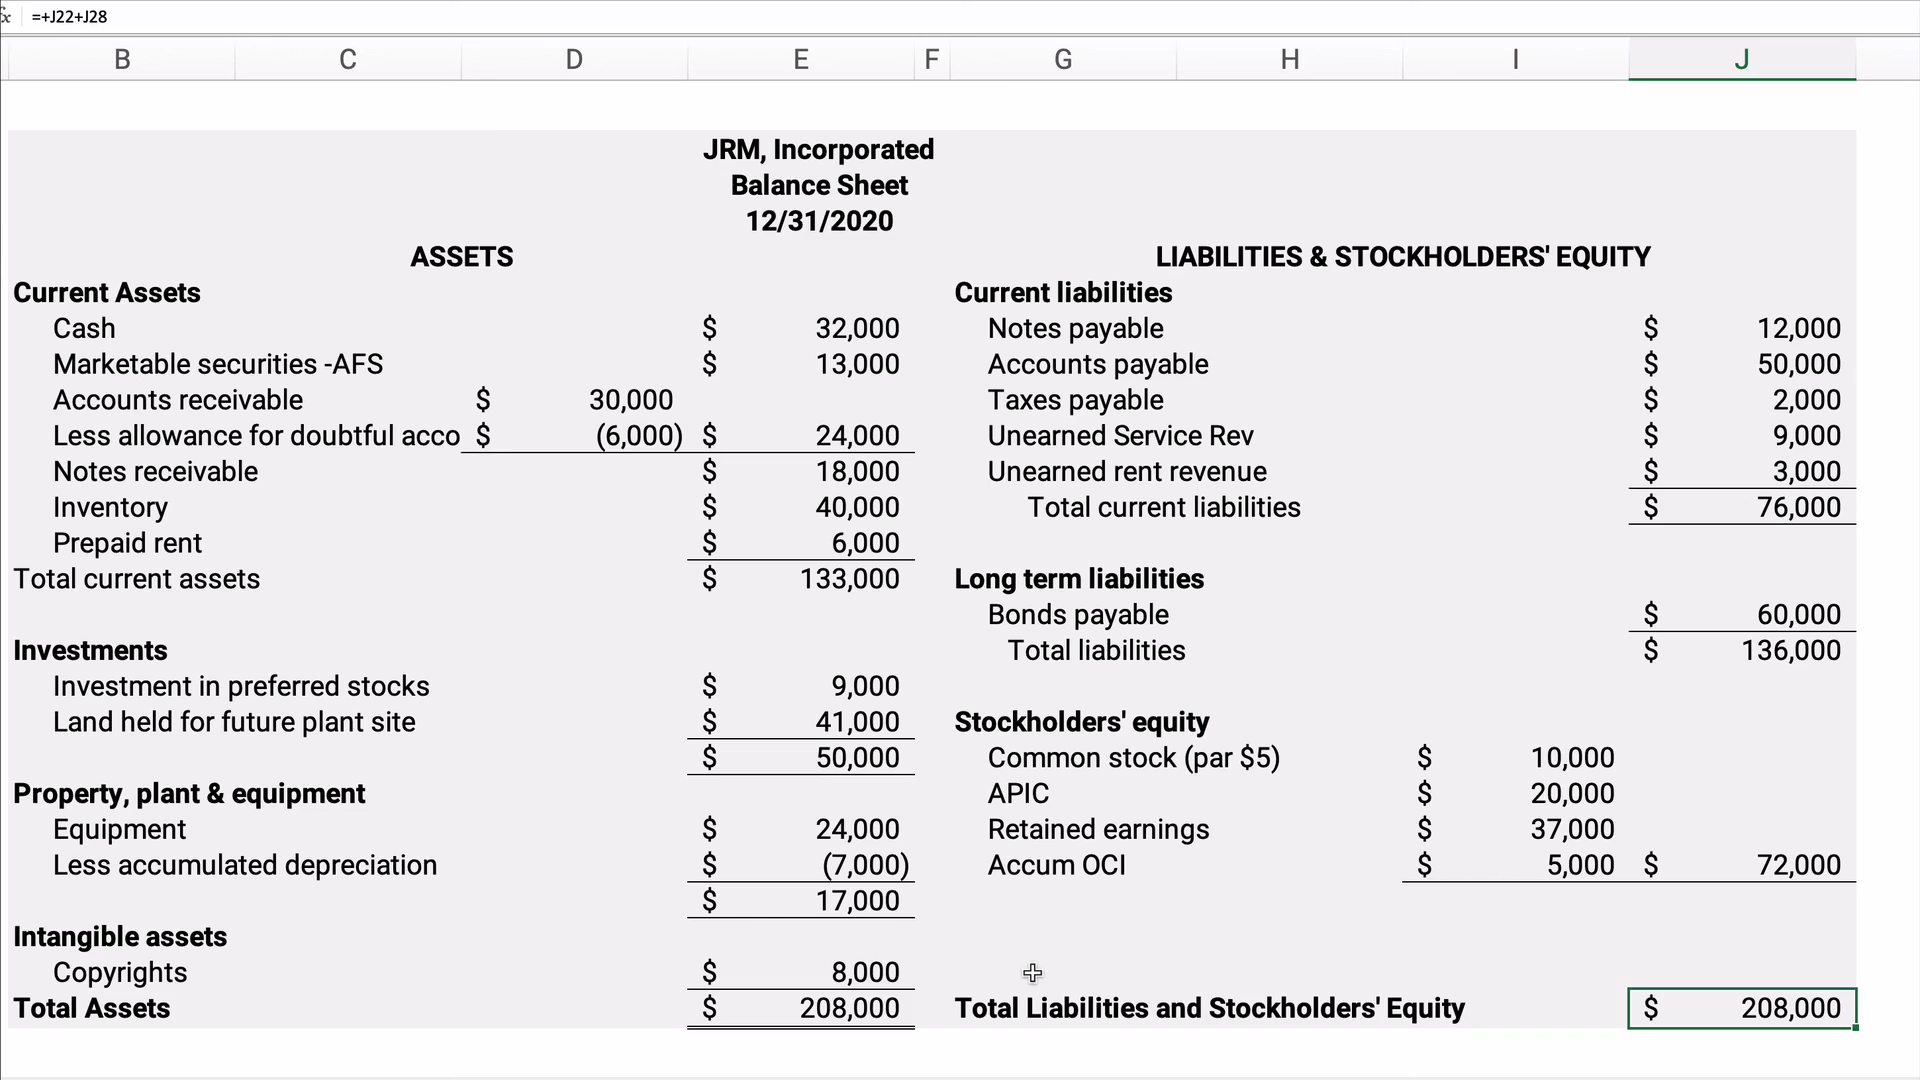 fx =+J22+J28
B C D E F G H I J
JRM, Incorporated
Balance Sheet
12/31/2020
ASSETS LIABILITIES & STOCKHOLDERS' EQUITY
Current Assets Current liabilities
Cash $ 32,000 Notes payable $ 12,000
Marketable securities -AFS $ 13,000 Accounts payable $ 50,000
Accounts receivable $ 30,000 Taxes payable $ 2,000
Less allowance for doubtful acco $ (6,000) $ 24,000 Unearned Service Rev $ 9,000
Notes receivable $ 18,000 Unearned rent revenue $ 3,000
Inventory $ 40,000 Total current liabilities $ 76,000
Prepaid rent $ 6,000
Total current assets $ 133,000 Long term liabilities
Bonds payable $ 60,000
Investments Total liabilities $ 136,000
Investment in preferred stocks $ 9,000
Land held for future plant site $ 41,000 Stockholders' equity
$ 50,000 Common stock (par $5) $ 10,000
Property, plant & equipment APIC $ 20,000
Equipment $ 24,000 Retained earnings $ 37,000
Less accumulated depreciation $ (7,000) Accum OCI $ 5,000 $ 72,000
$ 17,000
Intangible assets
Copyrights $ 8,000
Total Assets $ 208,000 Total Liabilities and Stockholders' Equity $ 208,000